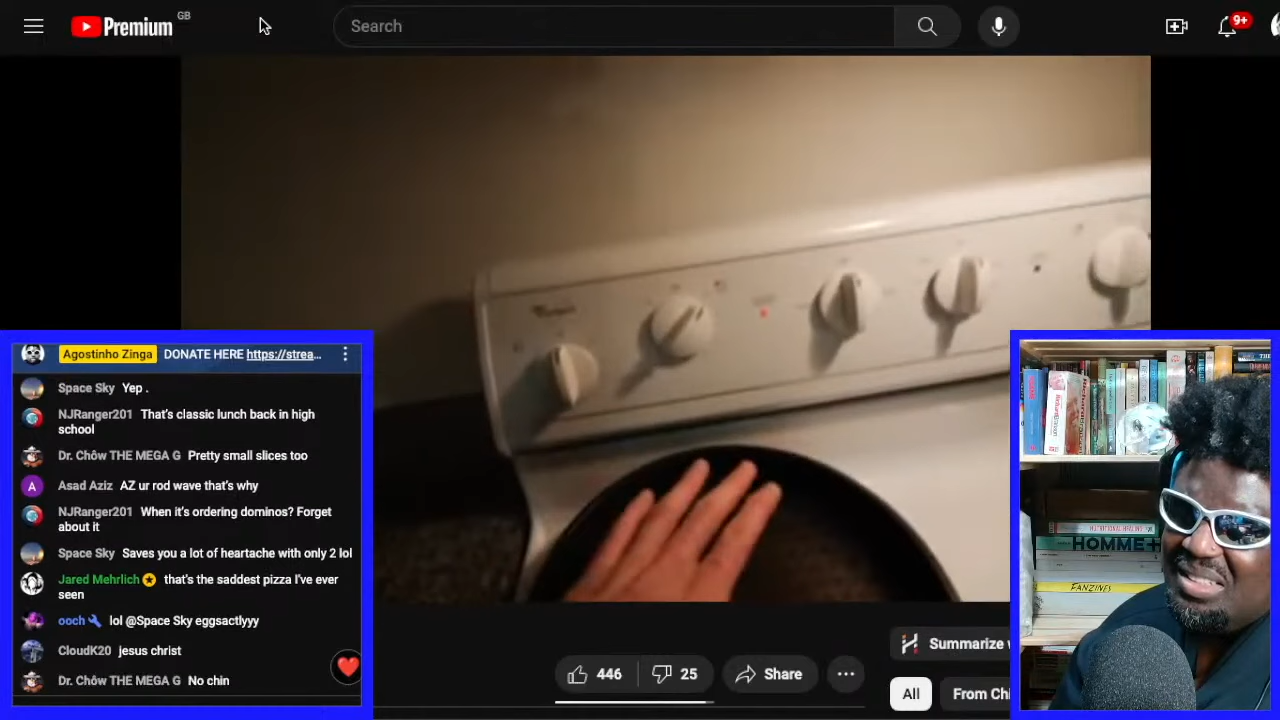 Premium GB
Search
9+
Agostinho Zinga DONATE HERE https://strea...
Space Sky Yep .
NJRanger201 That's classic lunch back in high
school
Dr. Chôw THE MEGA G Pretty small slices too
A Asad Aziz AZ ur rod wave that's why
NJRanger201 When it's ordering dominos? Forget
about it
Space Sky Saves you a lot of heartache with only 2 lol
Jared Mehrlich that's the saddest pizza I've ever
seen
ooch lol @Space Sky eggsactlyyy
CloudK20 jesus christ
Dr. Chôw THE MEGA G No chin
446
25
Share
Summarize
All
From Chi
HOMME
FANZINES